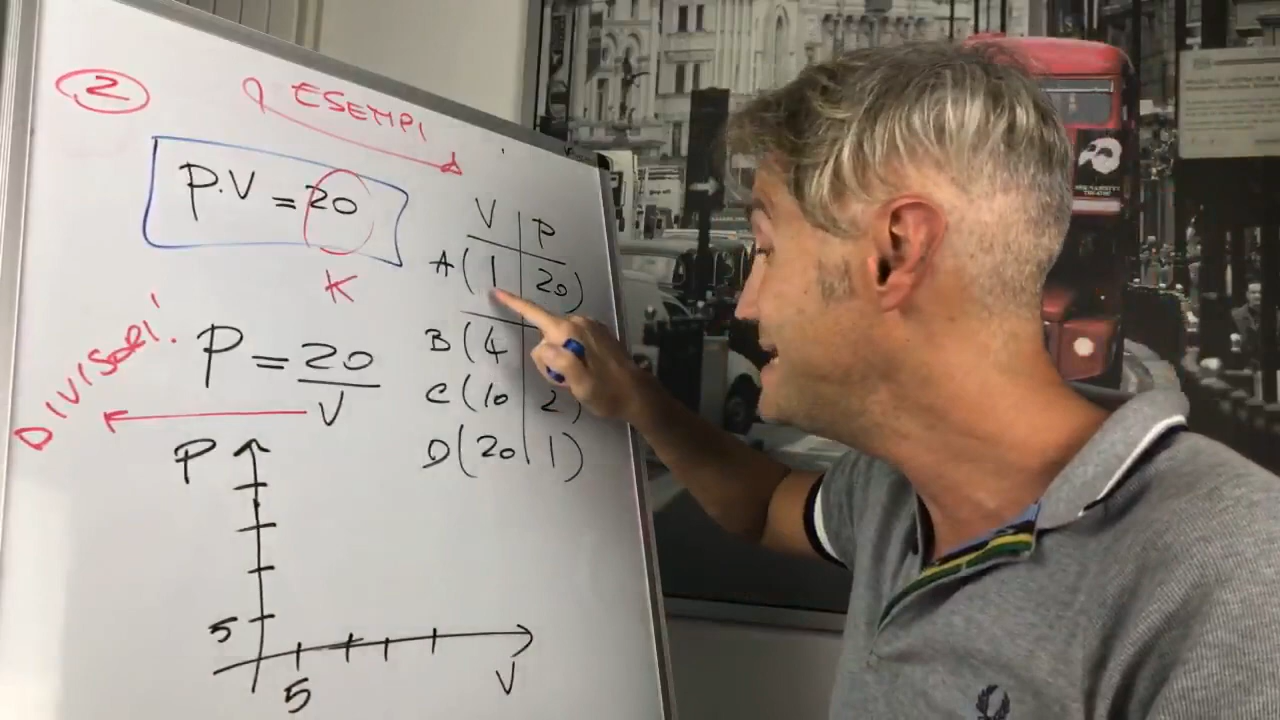 2
ESEMPI
P.V = 20
K
V P
A ( 1 20 )
B ( 4
C ( 10 2 )
D ( 20 1 )
P = 20
V
DIVISORI!
P
5
5
V